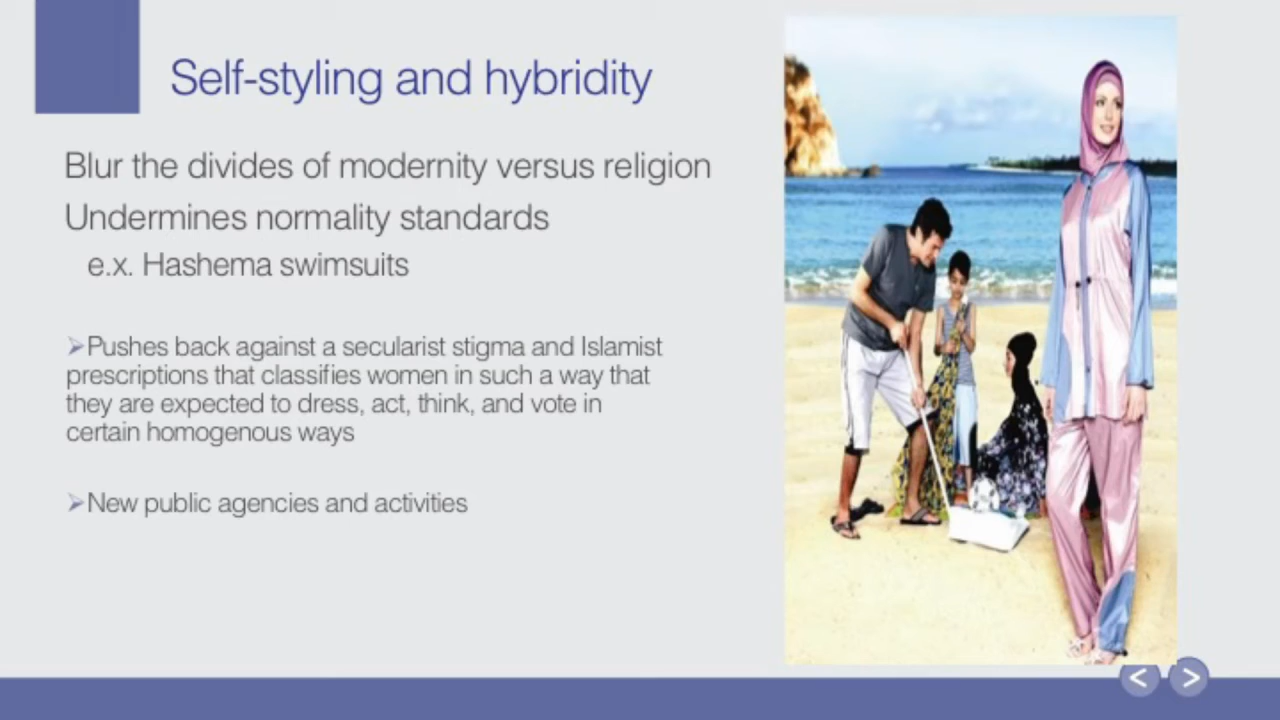 Self-styling and hybridity
Blur the divides of modernity versus religion
Undermines normality standards
e.x. Hashema swimsuits
➢Pushes back against a secularist stigma and Islamist
prescriptions that classifies women in such a way that
they are expected to dress, act, think, and vote in
certain homogenous ways
➢New public agencies and activities